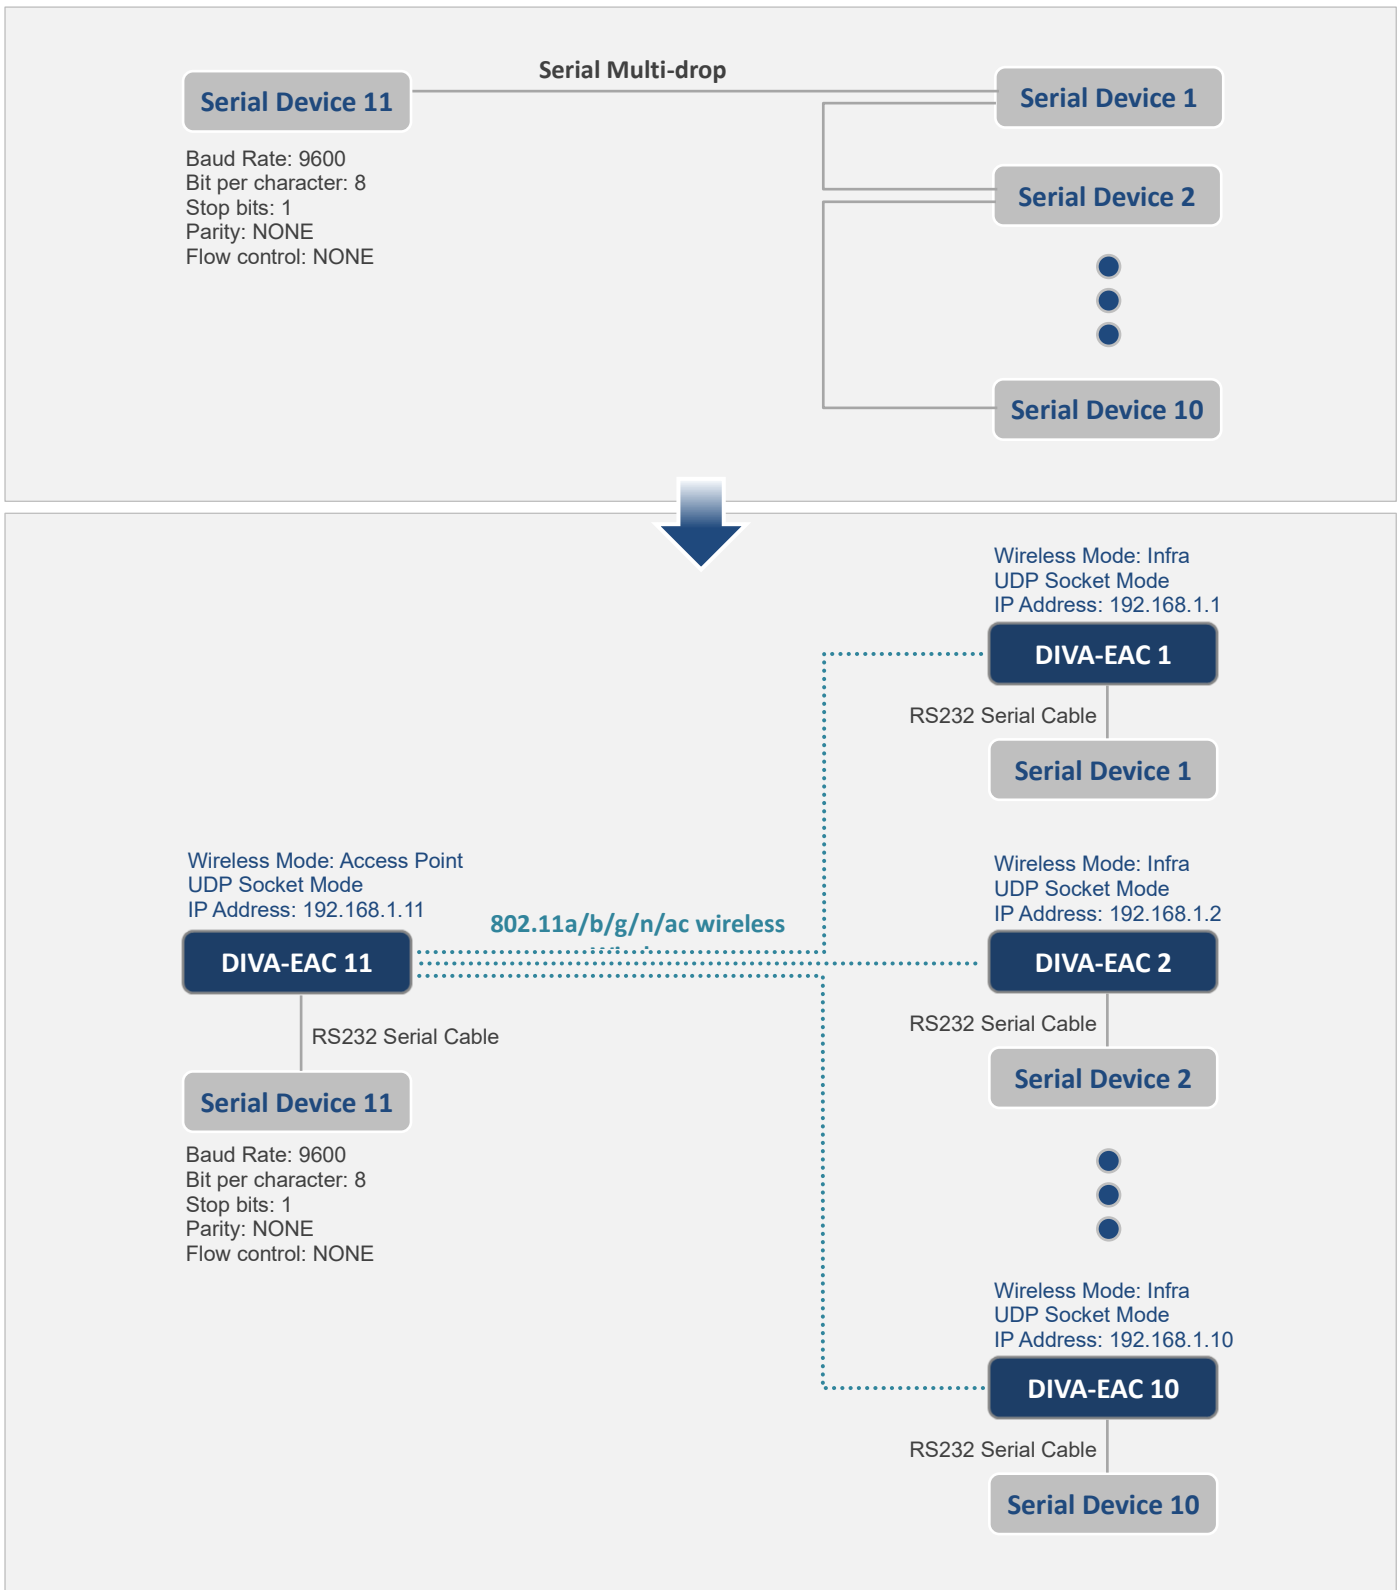 Serial Multi-drop
Serial Device 11
Serial Device 1
Baud Rate: 9600
Bit per character: 8
Stop bits: 1
Parity: NONE
Flow control: NONE
Serial Device 2
Serial Device 10
Wireless Mode: Infra
UDP Socket Mode
IP Address: 192.168.1.1
DIVA-EAC 1
RS232 Serial Cable
Serial Device 1
Wireless Mode: Access Point
UDP Socket Mode
IP Address: 192.168.1.11
DIVA-EAC 11
RS232 Serial Cable
Serial Device 11
Baud Rate: 9600
Bit per character: 8
Stop bits: 1
Parity: NONE
Flow control: NONE
802.11a/b/g/n/ac wireless
Wireless Mode: Infra
UDP Socket Mode
IP Address: 192.168.1.2
DIVA-EAC 2
RS232 Serial Cable
Serial Device 2
Wireless Mode: Infra
UDP Socket Mode
IP Address: 192.168.1.10
DIVA-EAC 10
RS232 Serial Cable
Serial Device 10